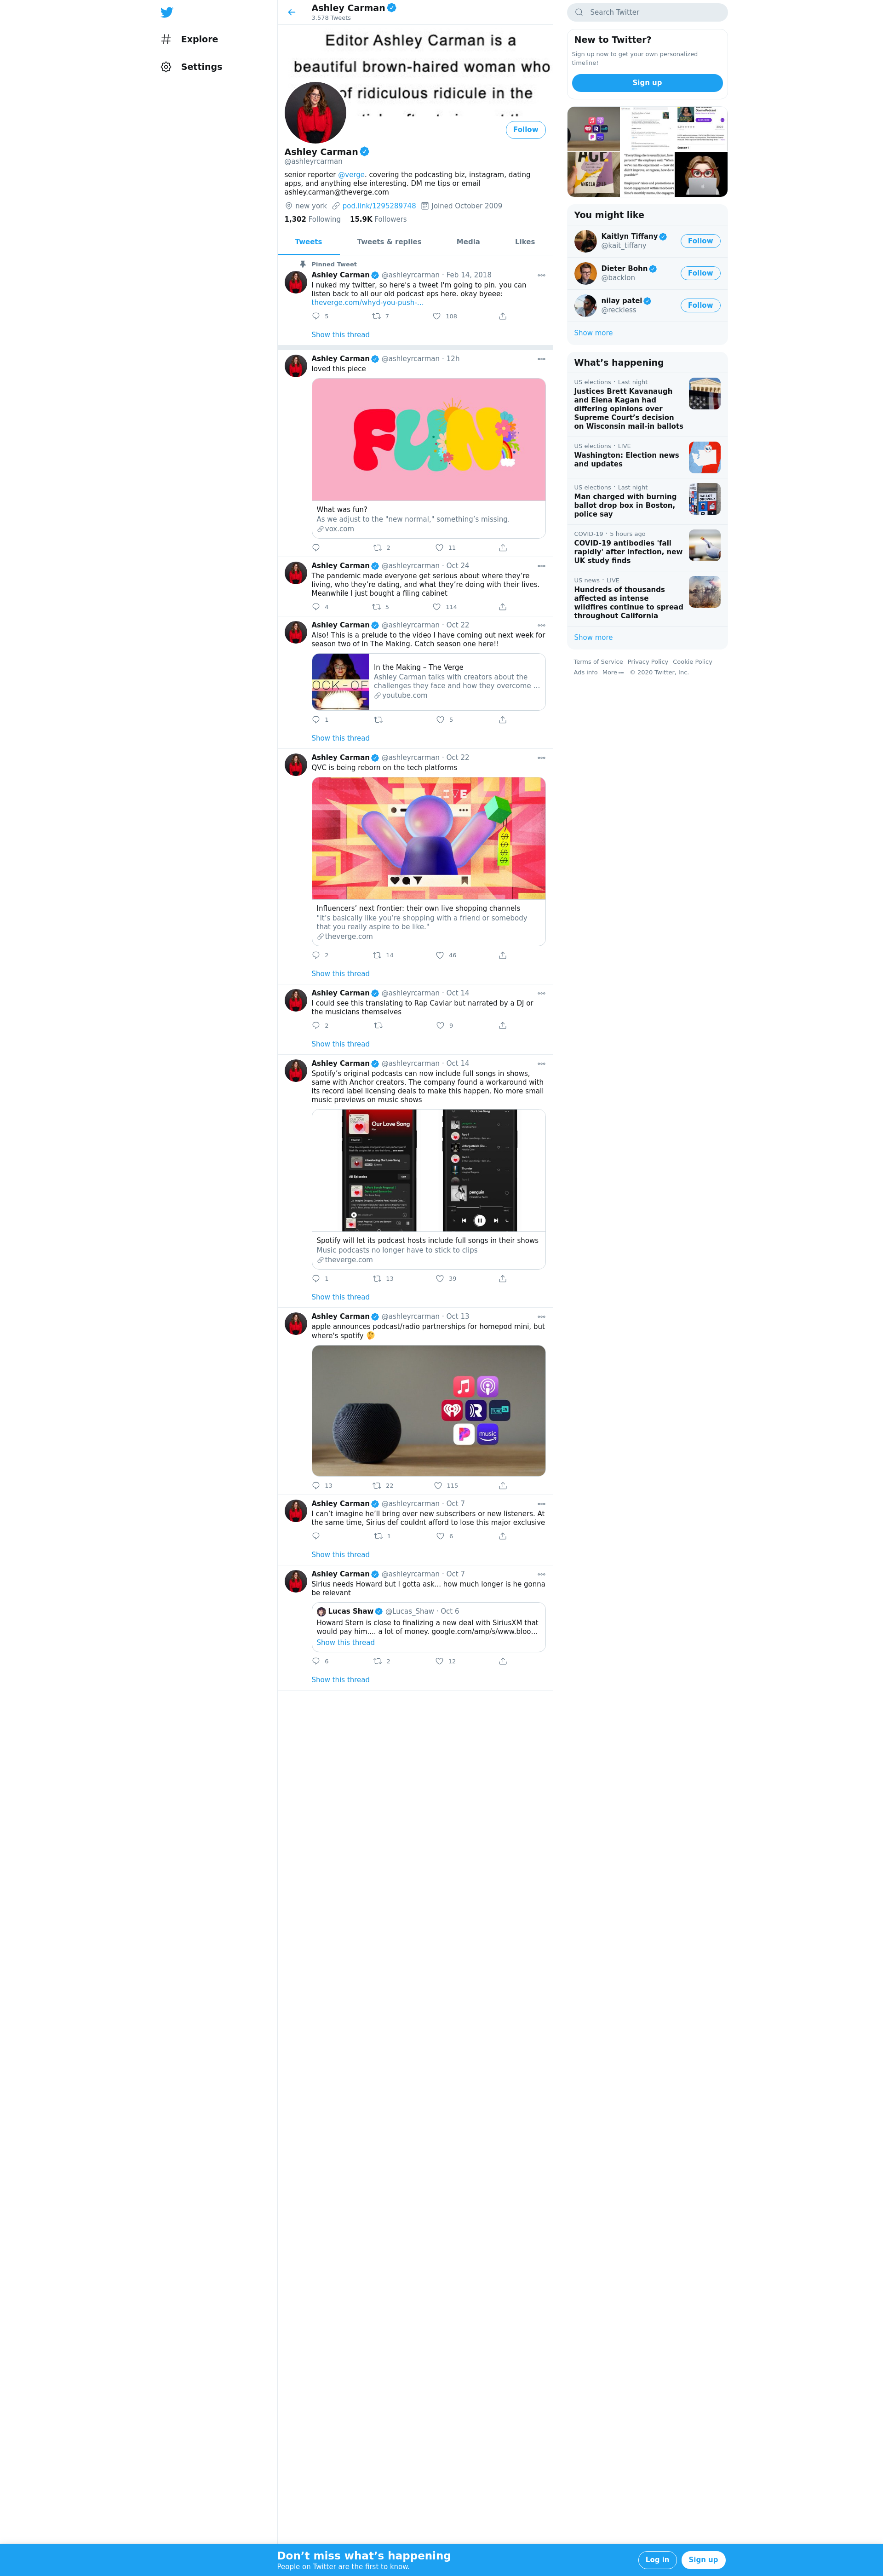 Explore
Settings
Ashley Carman
3,578 Tweets
Editor Ashley Carman is a
beautiful brown-haired woman who
of ridiculous ridicule in the
Follow
Ashley Carman
@ashleyrcarman
senior reporter @verge. covering the podcasting biz, instagram, dating
apps, and anything else interesting. DM me tips or email
ashley.carman@theverge.com
new york pod.link/1295289748 Joined October 2009
1,302 Following 15.9K Followers
Tweets Tweets & replies Media Likes
Pinned Tweet
Ashley Carman @ashleyrcarman · Feb 14, 2018
I nuked my twitter, so here's a tweet I'm going to pin. you can
listen back to all our old podcast eps here. okay byeee:
theverge.com/whyd-you-push-…
5 7 108
Show this thread
Ashley Carman @ashleyrcarman · 12h
loved this piece
FUN
What was fun?
As we adjust to the "new normal," something's missing.
vox.com
2 11
Ashley Carman @ashleyrcarman · Oct 24
The pandemic made everyone get serious about where they're
living, who they're dating, and what they're doing with their lives.
Meanwhile I just bought a filing cabinet
4 5 114
Ashley Carman @ashleyrcarman · Oct 22
Also! This is a prelude to the video I have coming out next week for
season two of In The Making. Catch season one here!!
OCK-OF
In the Making – The Verge
Ashley Carman talks with creators about the
challenges they face and how they overcome ...
youtube.com
1 5
Show this thread
Ashley Carman @ashleyrcarman · Oct 22
QVC is being reborn on the tech platforms
$$$$
Influencers' next frontier: their own live shopping channels
"It's basically like you're shopping with a friend or somebody
that you really aspire to be like."
theverge.com
2 14 46
Show this thread
Ashley Carman @ashleyrcarman · Oct 14
I could see this translating to Rap Caviar but narrated by a DJ or
the musicians themselves
2 9
Show this thread
Ashley Carman @ashleyrcarman · Oct 14
Spotify's original podcasts can now include full songs in shows,
same with Anchor creators. The company found a workaround with
its record label licensing deals to make this happen. No more small
music previews on music shows
Our Love Song
Our Love Song
penguin
Spotify will let its podcast hosts include full songs in their shows
Music podcasts no longer have to stick to clips
theverge.com
1 13 39
Show this thread
Ashley Carman @ashleyrcarman · Oct 13
apple announces podcast/radio partnerships for homepod mini, but
where's spotify 🤔
music
13 22 115
Ashley Carman @ashleyrcarman · Oct 7
I can't imagine he'll bring over new subscribers or new listeners. At
the same time, Sirius def couldnt afford to lose this major exclusive
1 6
Show this thread
Ashley Carman @ashleyrcarman · Oct 7
Sirius needs Howard but I gotta ask... how much longer is he gonna
be relevant
Lucas Shaw @Lucas_Shaw · Oct 6
Howard Stern is close to finalizing a new deal with SiriusXM that
would pay him.... a lot of money. google.com/amp/s/www.bloo…
Show this thread
6 2 12
Show this thread
Search Twitter
New to Twitter?
Sign up now to get your own personalized
timeline!
Sign up
You might like
Kaitlyn Tiffany
@kait_tiffany
Follow
Dieter Bohn
@backlon
Follow
nilay patel
@reckless
Follow
Show more
What's happening
US elections · Last night
Justices Brett Kavanaugh
and Elena Kagan had
differing opinions over
Supreme Court's decision
on Wisconsin mail-in ballots
US elections · LIVE
Washington: Election news
and updates
US elections · Last night
Man charged with burning
ballot drop box in Boston,
police say
COVID-19 · 5 hours ago
COVID-19 antibodies 'fall
rapidly' after infection, new
UK study finds
US news · LIVE
Hundreds of thousands
affected as intense
wildfires continue to spread
throughout California
Show more
Terms of Service Privacy Policy Cookie Policy
Ads info More © 2020 Twitter, Inc.
Don't miss what's happening
People on Twitter are the first to know.
Log in
Sign up